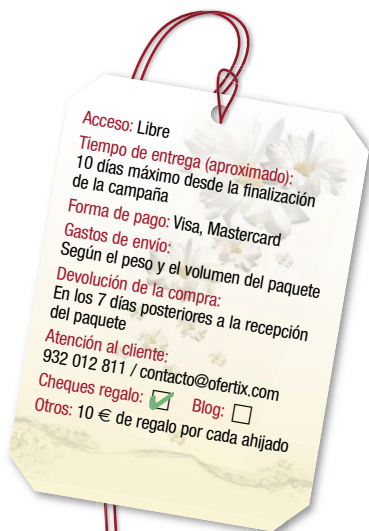 Acceso: Libre
Tiempo de entrega (aproximado):
10 días máximo desde la finalización
de la campaña
Forma de pago: Visa, Mastercard
Gastos de envío:
Según el peso y el volumen del paquete
Devolución de la compra:
En los 7 días posteriores a la recepción
del paquete
Atención al cliente:
932 012 811 / contacto@ofertix.com
Cheques regalo: Blog:
Otros: 10 € de regalo por cada ahijado